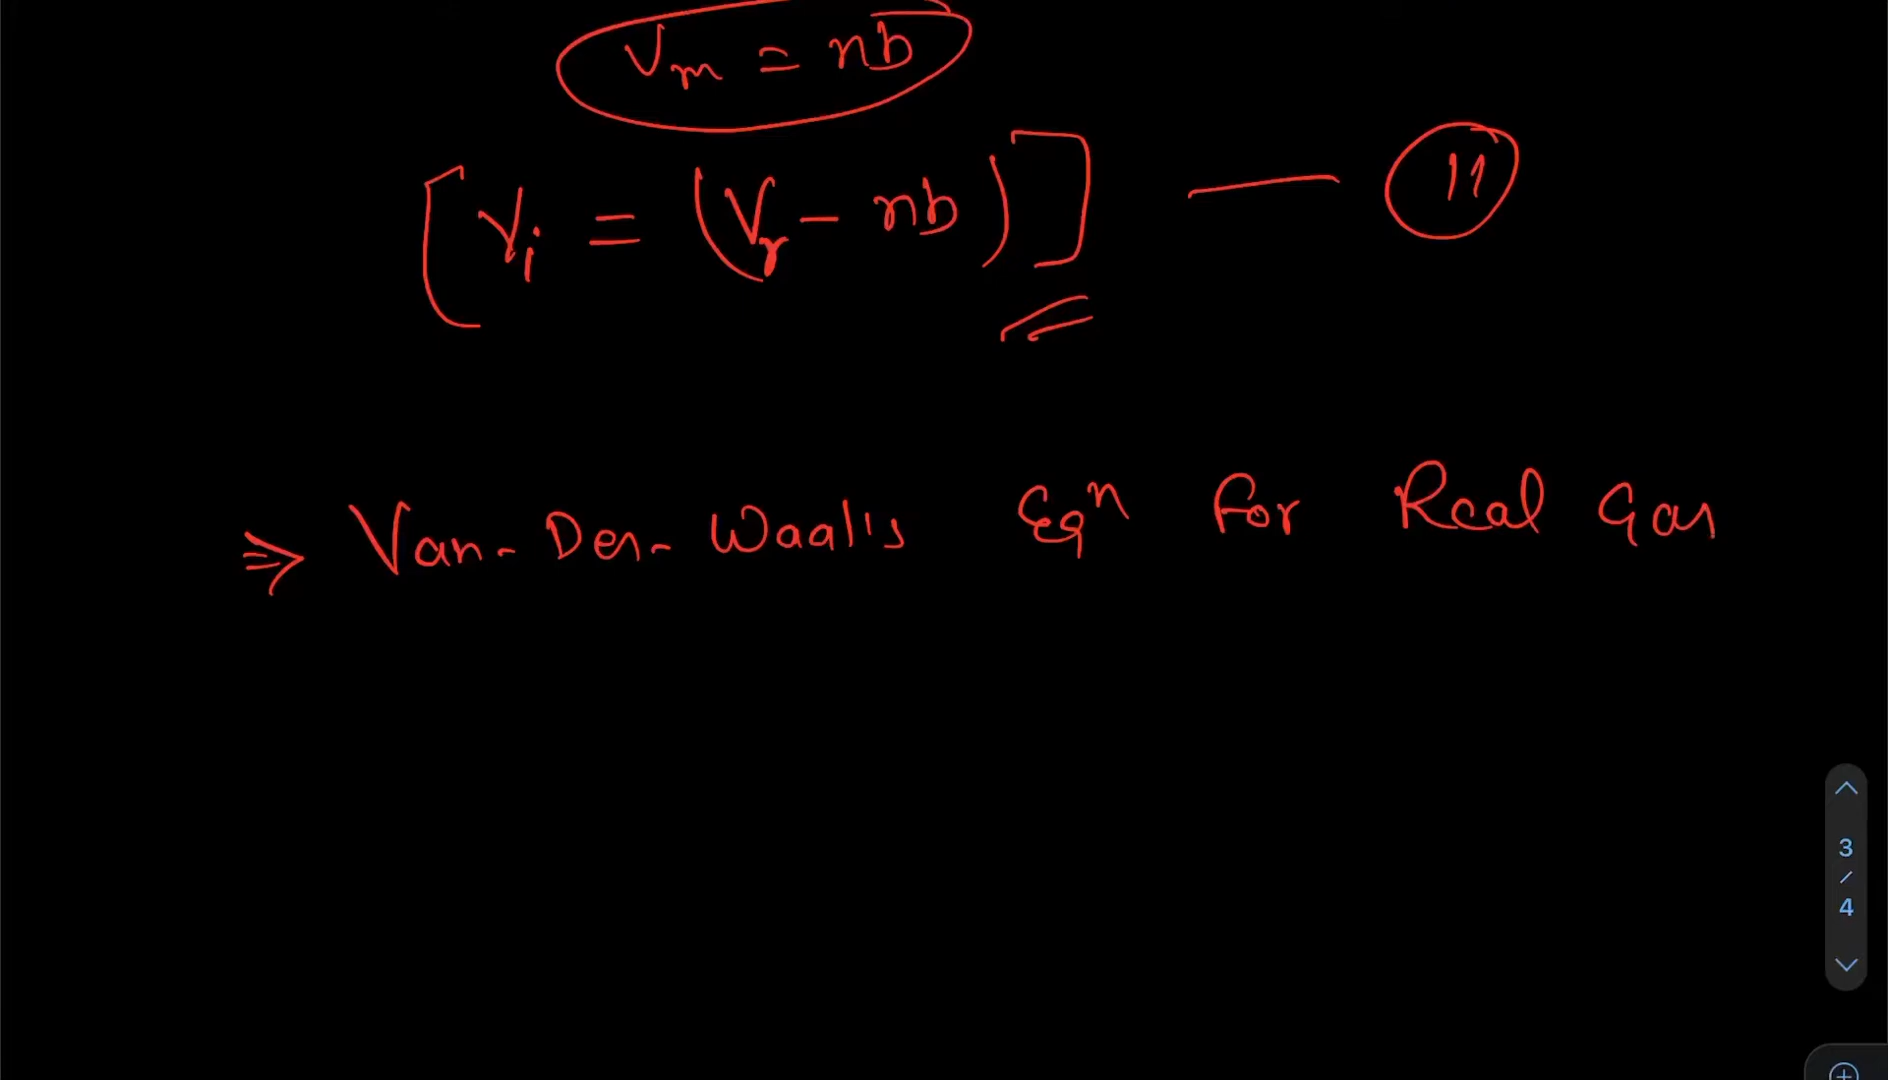 Vm = nb
[Vi = (Vr - nb)] — 11
⇒ Van-Der-Waal's Eqn for Real Gas
3
/
4